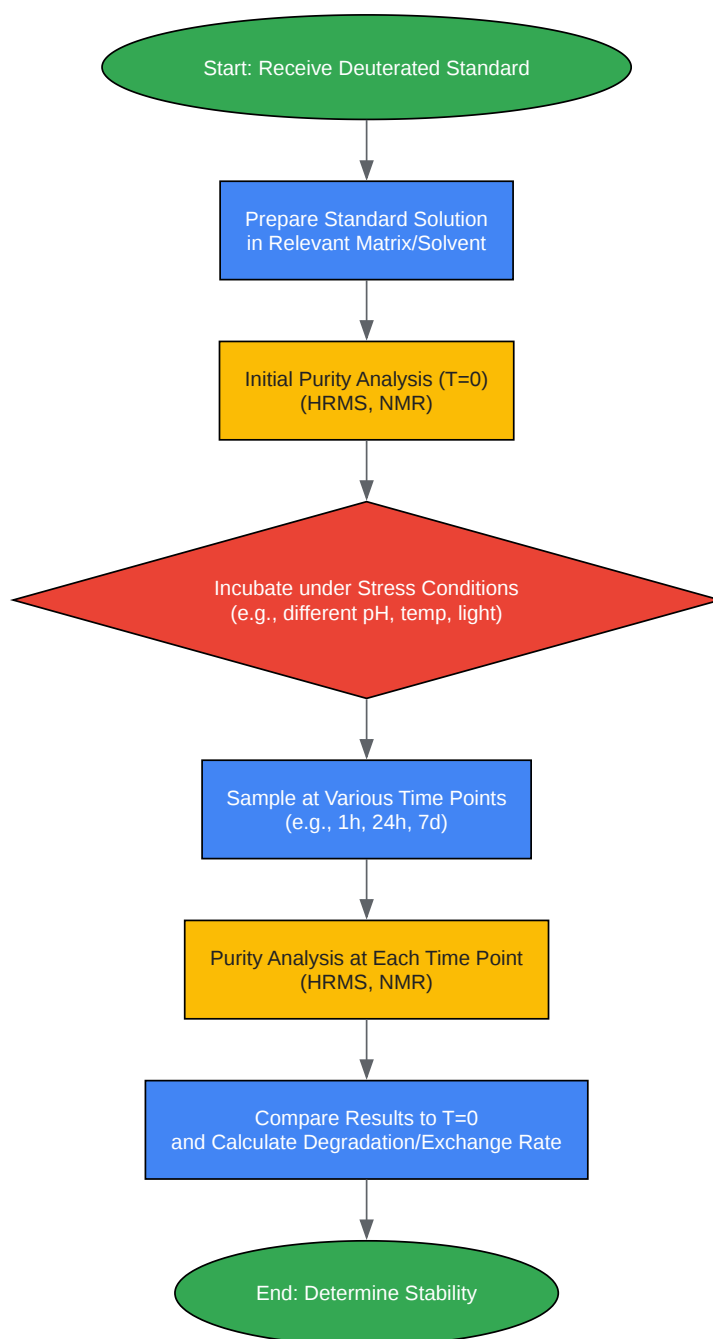 Start: Receive Deuterated Standard
Prepare Standard Solution
in Relevant Matrix/Solvent
Initial Purity Analysis (T=0)
(HRMS, NMR)
Incubate under Stress Conditions
(e.g., different pH, temp, light)
Sample at Various Time Points
(e.g., 1h, 24h, 7d)
Purity Analysis at Each Time Point
(HRMS, NMR)
Compare Results to T=0
and Calculate Degradation/Exchange Rate
End: Determine Stability